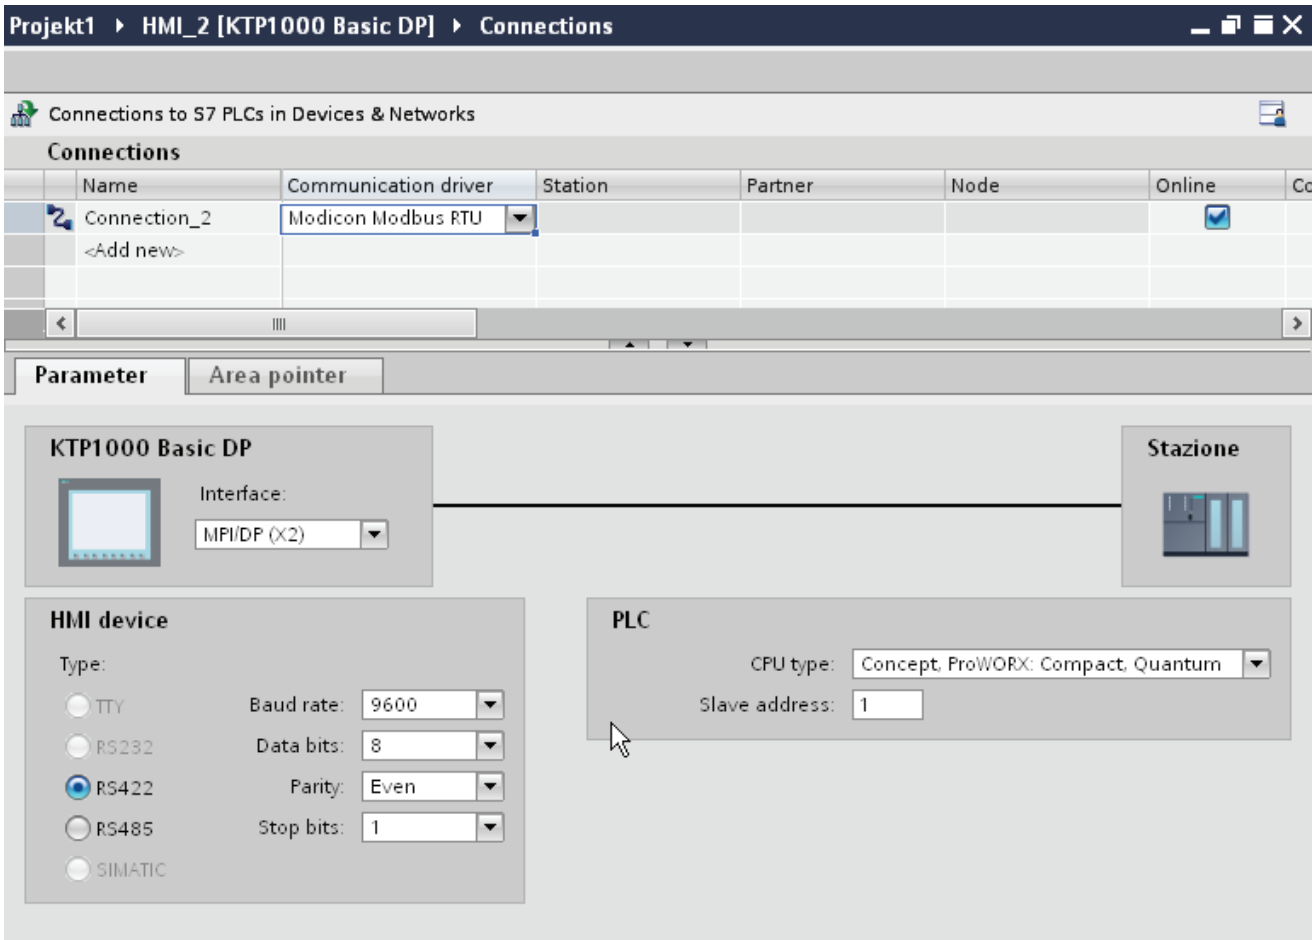 Projekt1 ‣ HMI_2 [KTP1000 Basic DP] ‣ Connections
Connections to S7 PLCs in Devices & Networks
Connections
Name Communication driver Station Partner Node Online Co
Connection_2 Modicon Modbus RTU
<Add new>
Parameter Area pointer
KTP1000 Basic DP Stazione
Interface:
MPI/DP (X2)
HMI device PLC
Type: CPU type: Concept, ProWORX: Compact, Quantum
TTY Baud rate: 9600 Slave address: 1
RS232 Data bits: 8
RS422 Parity: Even
RS485 Stop bits: 1
SIMATIC